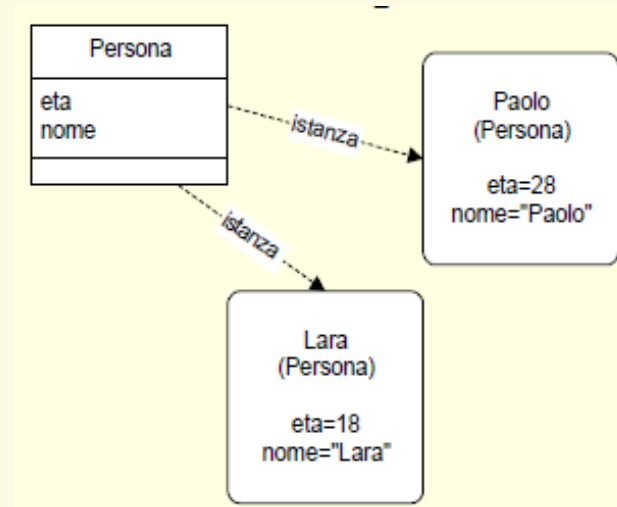 Persona
eta
nome
istanza
Paolo
(Persona)
eta=28
nome="Paolo"
istanza
Lara
(Persona)
eta=18
nome="Lara"